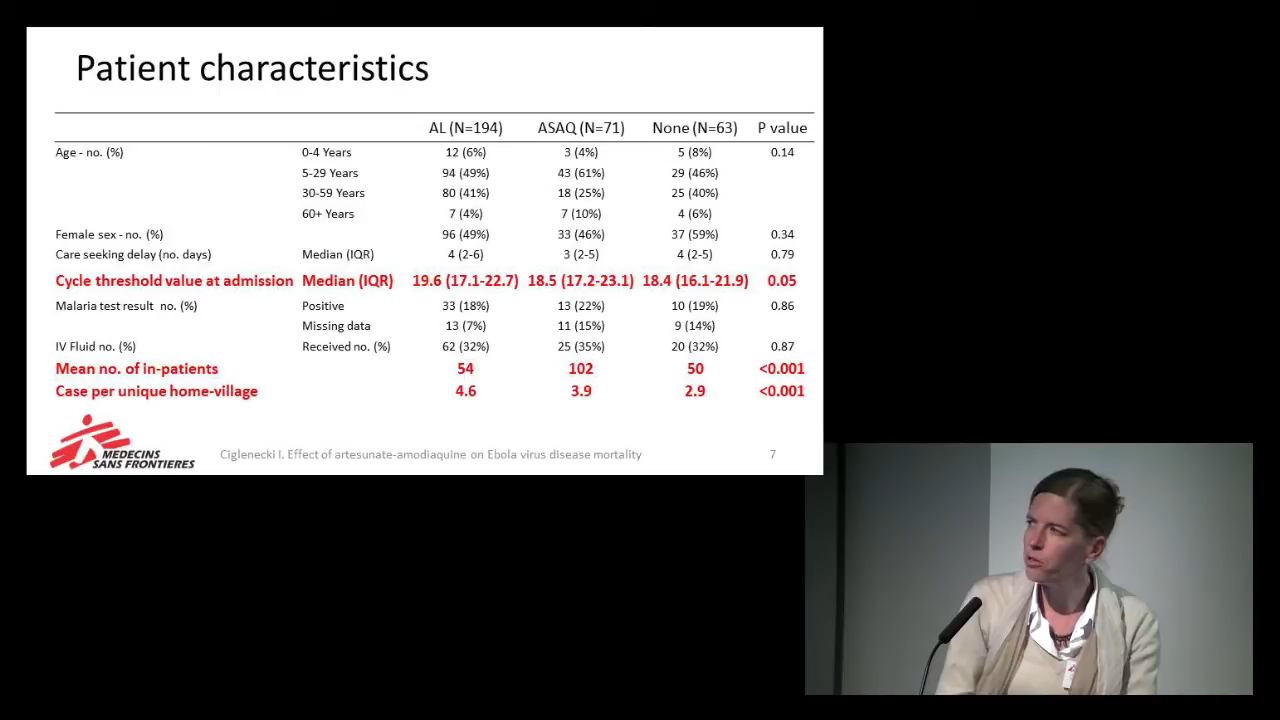 Patient characteristics
AL (N=194) ASAQ (N=71) None (N=63) P value
Age - no. (%) 0-4 Years 12 (6%) 3 (4%) 5 (8%) 0.14
5-29 Years 94 (49%) 43 (61%) 29 (46%)
30-59 Years 80 (41%) 18 (25%) 25 (40%)
60+ Years 7 (4%) 7 (10%) 4 (6%)
Female sex - no. (%) 96 (49%) 33 (46%) 37 (59%) 0.34
Care seeking delay (no. days) Median (IQR) 4 (2-6) 3 (2-5) 4 (2-5) 0.79
Cycle threshold value at admission Median (IQR) 19.6 (17.1-22.7) 18.5 (17.2-23.1) 18.4 (16.1-21.9) 0.05
Malaria test result no. (%) Positive 33 (18%) 13 (22%) 10 (19%) 0.86
Missing data 13 (7%) 11 (15%) 9 (14%)
IV Fluid no. (%) Received no. (%) 62 (32%) 25 (35%) 20 (32%) 0.87
Mean no. of in-patients 54 102 50 <0.001
Case per unique home-village 4.6 3.9 2.9 <0.001
MEDECINS
SANS FRONTIERES
Ciglenecki I. Effect of artesunate-amodiaquine on Ebola virus disease mortality 7